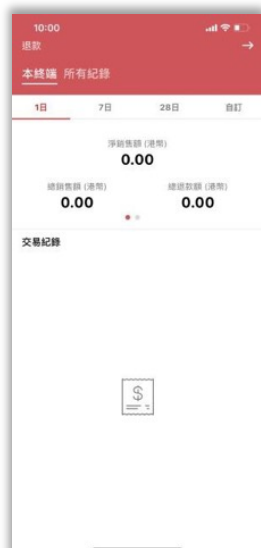 10:00
退款
本終端 所有紀錄
1日 7日 28日 自訂
淨銷售額 (港幣)
0.00
總銷售額 (港幣) 總退款額 (港幣)
0.00 0.00
交易紀錄
$